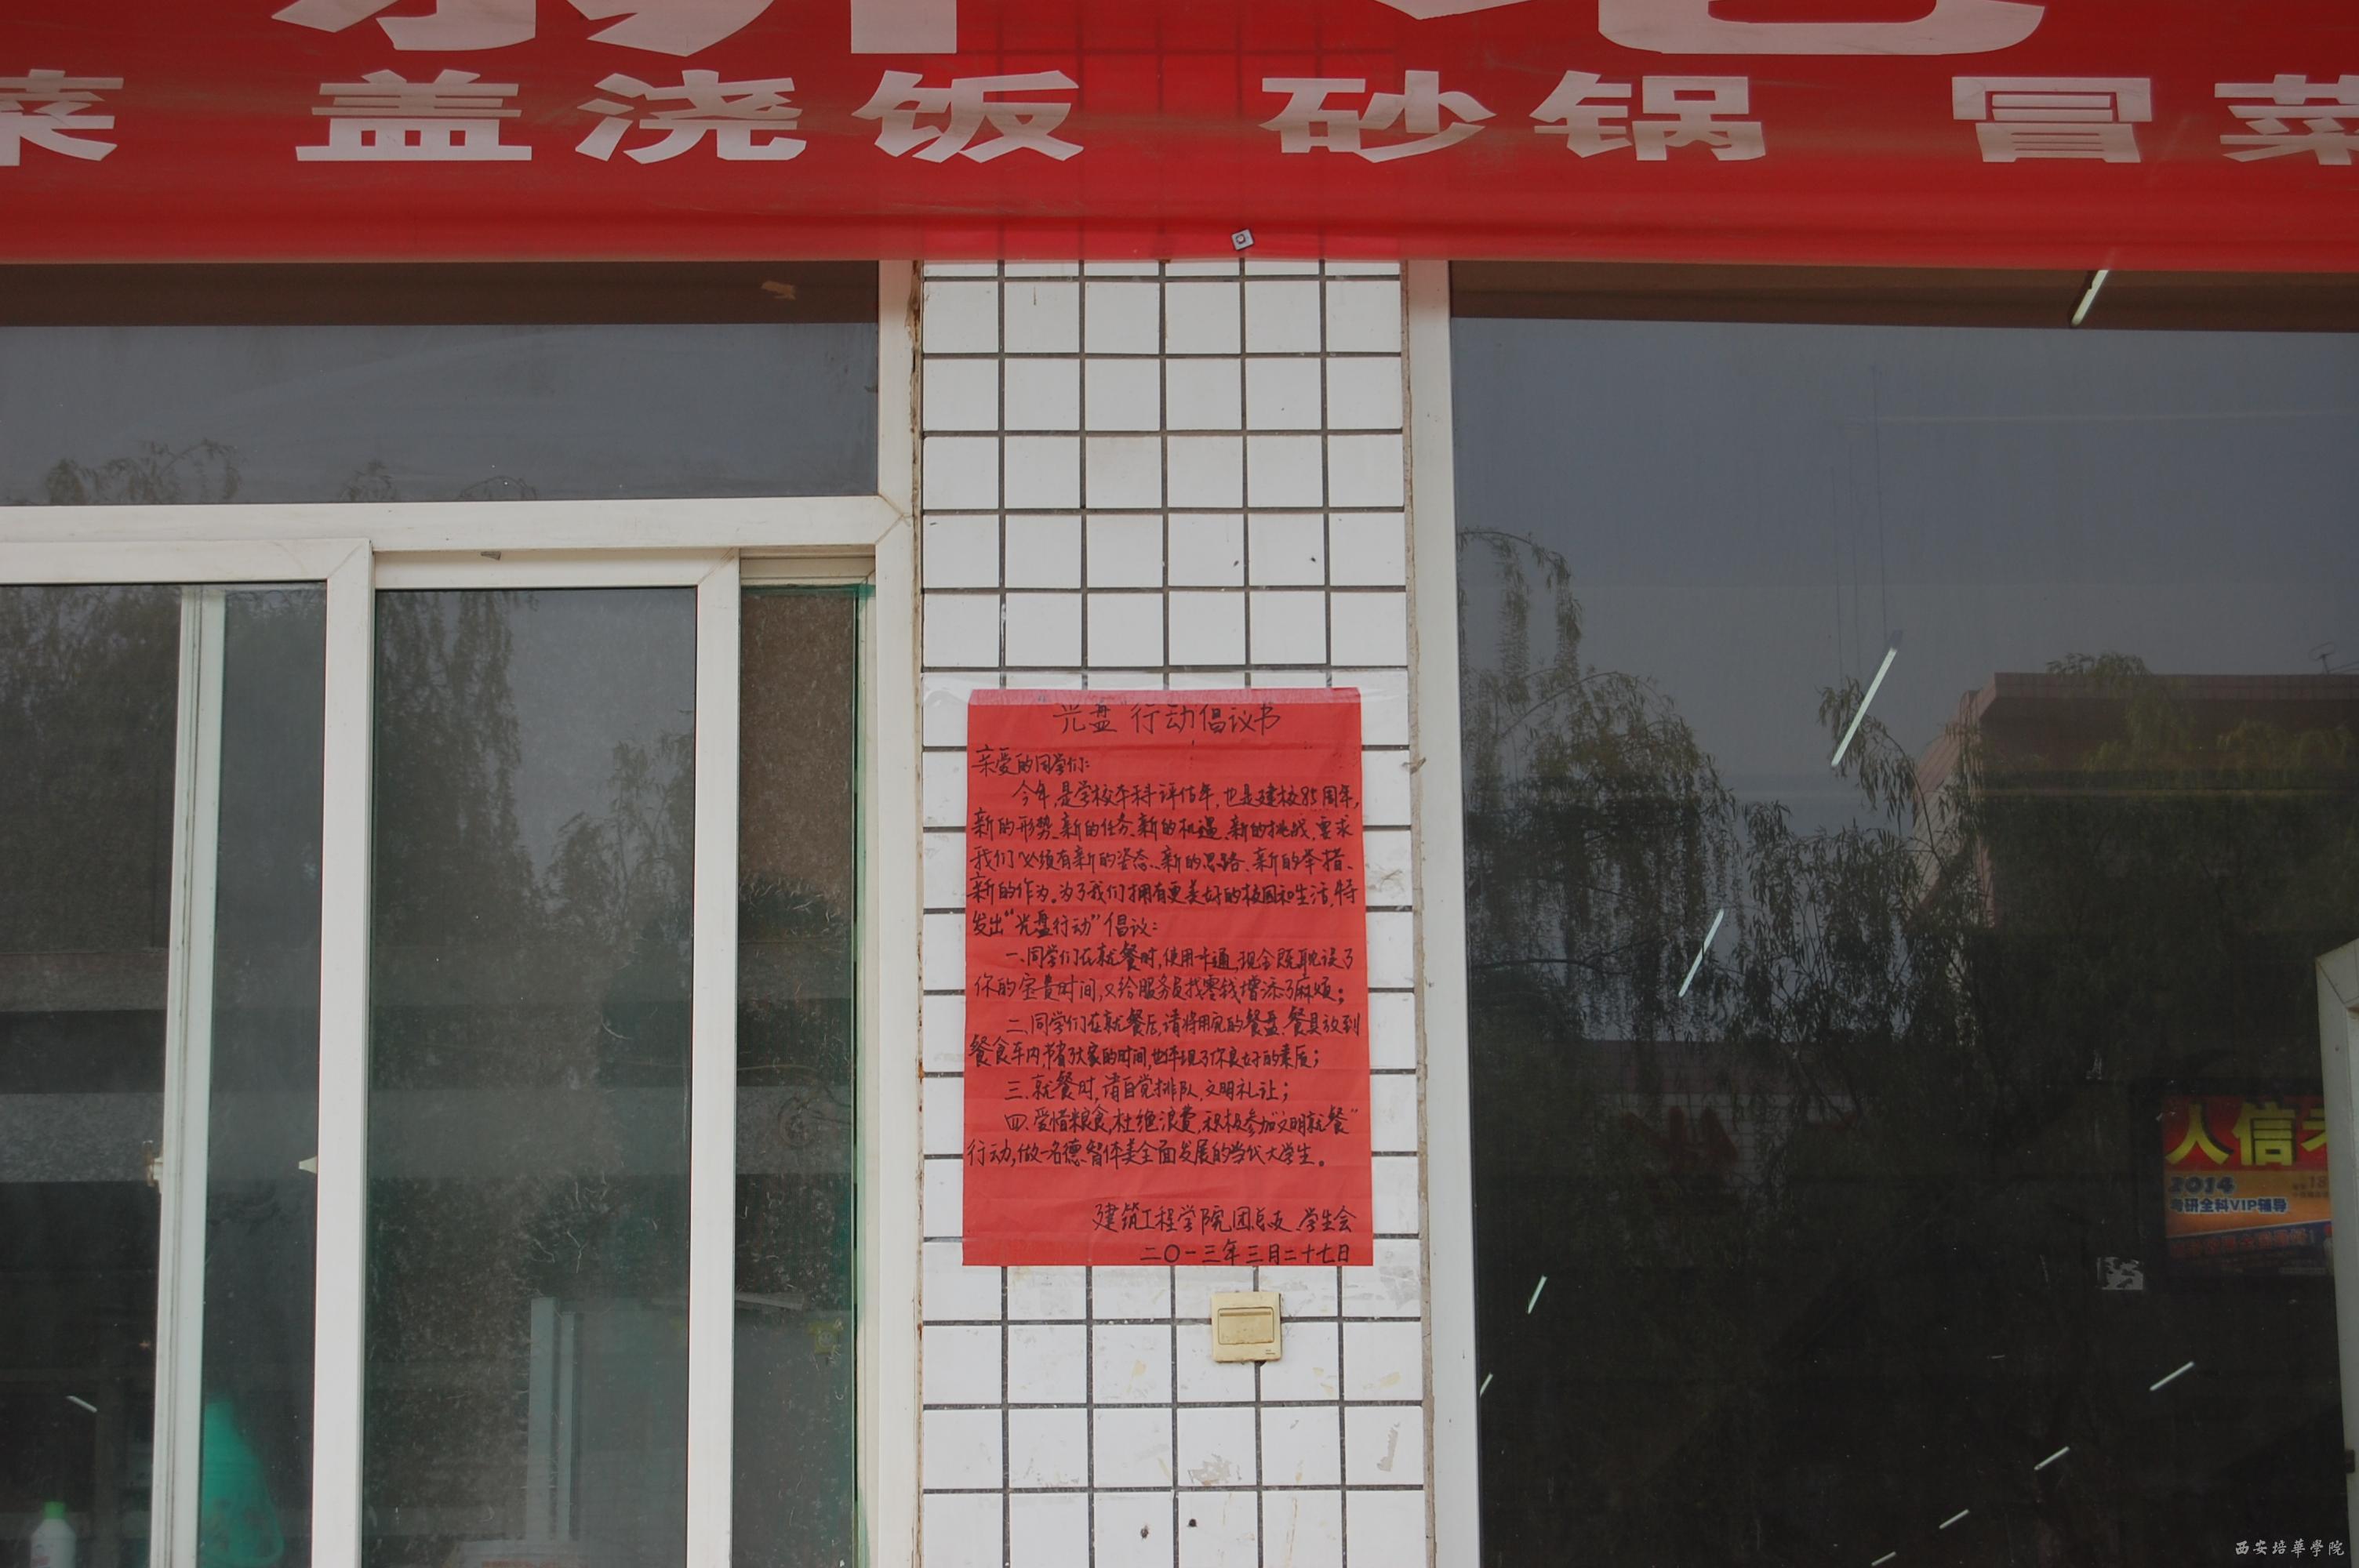 菜 盖浇饭 砂锅 冒菜
“光盘”行动倡议书
亲爱的同学们：
今年，是学校本科评估年，也是建校85周年，
新的形势、新的任务、新的机遇、新的挑战、要求
我们必须有新的姿态、新的思路、新的举措、
新的作为。为了我们拥有更美好的校园和生活，特
发出“光盘行动”倡议：
一、同学们在就餐时，使用卡通，现金既耽误了
你的宝贵时间，又给服务员找零钱增添了麻烦；
二、同学们在就餐后，请将用完的餐盘、餐具放到
餐食车内，节省了大家的时间，也体现了你良好的素质；
三、就餐时，请自觉排队，文明礼让；
四、爱惜粮食，杜绝浪费，积极参加“文明就餐”
行动，做一名德智体美全面发展的当代大学生。
建筑工程学院团总支、学生会
二〇一三年三月二十七日
人信
2014
考研全科VIP辅导
西安培華學院